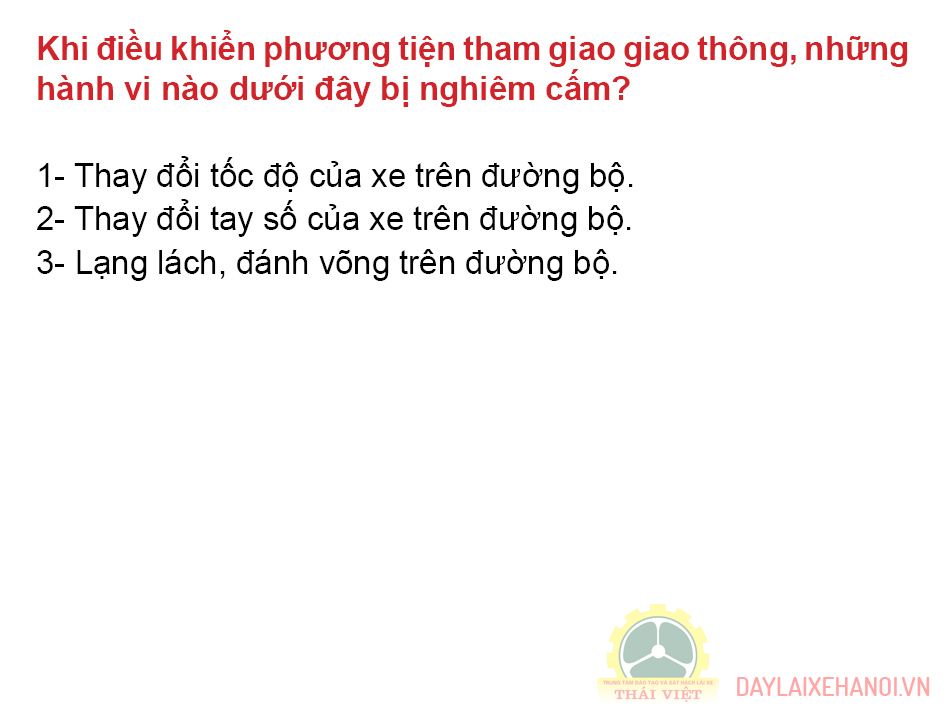 Khi điều khiển phương tiện tham giao giao thông, những
hành vi nào dưới đây bị nghiêm cấm?
1- Thay đổi tốc độ của xe trên đường bộ.
2- Thay đổi tay số của xe trên đường bộ.
3- Lạng lách, đánh võng trên đường bộ.
TRUNG TÂM ĐÀO TẠO VÀ SÁT HẠCH LÁI XE
THÁI VIỆT
DAYLAIXEHANOI.VN